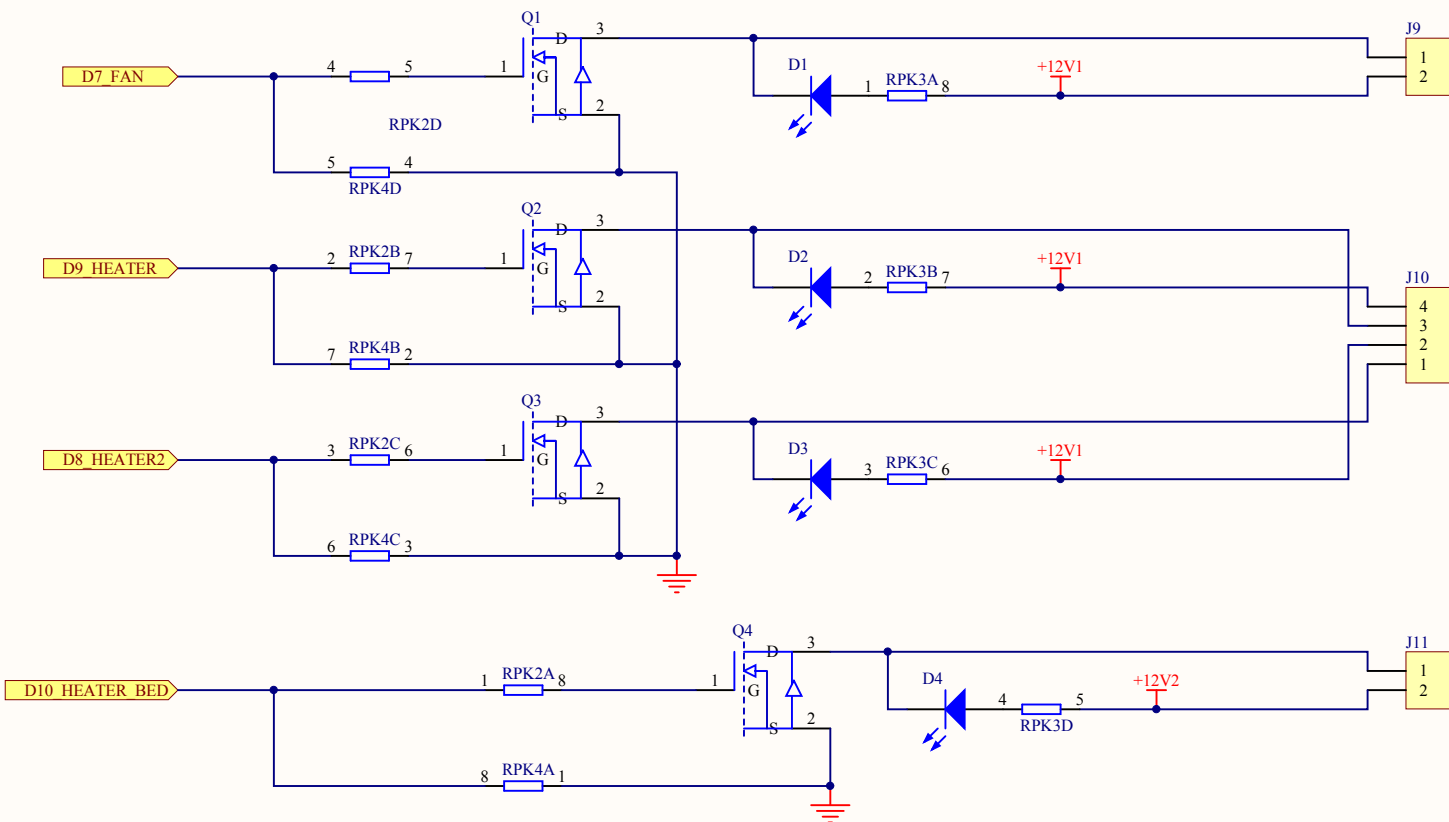 Q1
D
3
J9
D7_FAN
4
5
1
G
D1
RPK3A
+12V1
1
8
1
2
2
S
RPK2D
5
4
RPK4D
Q2
D
3
D9_HEATER
2
RPK2B
7
1
G
D2
2
RPK3B
7
+12V1
J10
4
3
2
1
2
S
7
RPK4B
2
Q3
D
3
D8_HEATER2
3
RPK2C
6
1
G
D3
3
RPK3C
6
+12V1
2
S
6
RPK4C
3
Q4
D
3
J11
D10_HEATER_BED
1
RPK2A
8
1
G
D4
4
5
RPK3D
+12V2
1
2
2
S
8
RPK4A
1